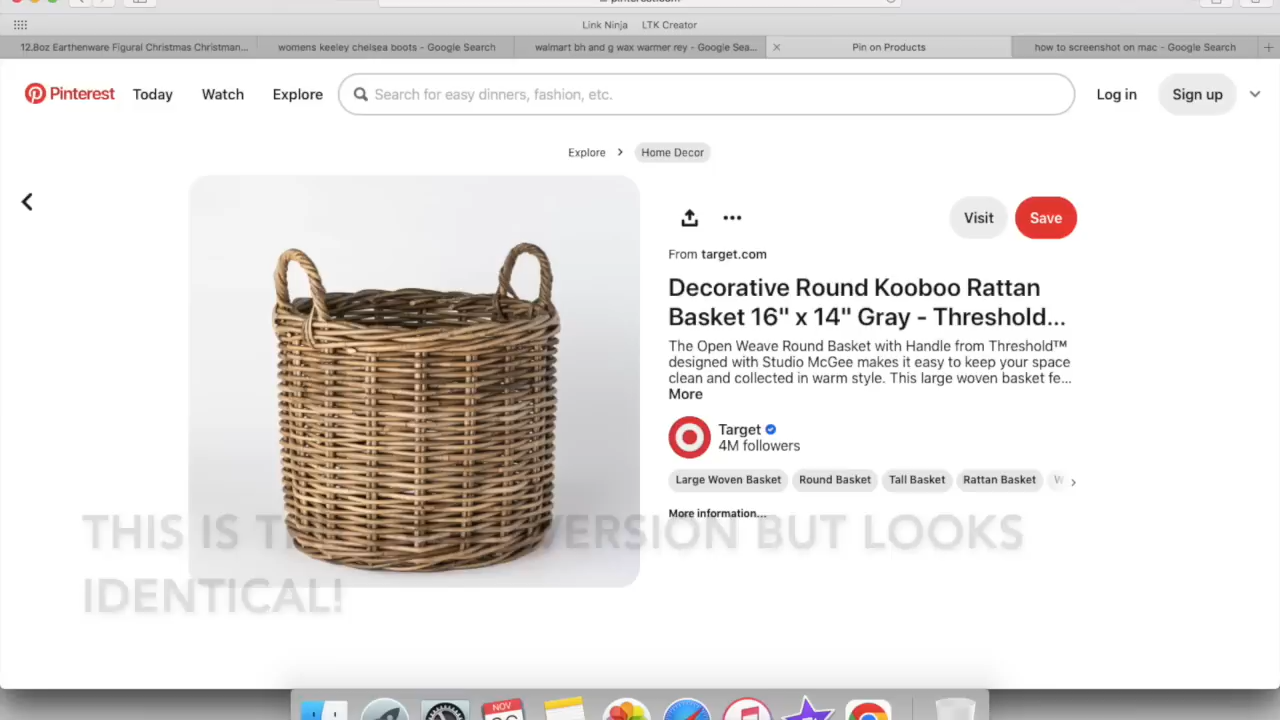 Link Ninja LTK Creator
12.8oz Earthenware Figural Christmas Christman... womens keeley chelsea boots - Google Search walmart bh and g wax warmer rey - Google Sea... Pin on Products how to screenshot on mac - Google Search
Pinterest Today Watch Explore Search for easy dinners, fashion, etc. Log in Sign up
Explore Home Decor
Visit Save
From target.com
Decorative Round Kooboo Rattan
Basket 16" x 14" Gray - Threshold...
The Open Weave Round Basket with Handle from Threshold™
designed with Studio McGee makes it easy to keep your space
clean and collected in warm style. This large woven basket fe...
More
Target
4M followers
Large Woven Basket Round Basket Tall Basket Rattan Basket W
More information...
THIS IS VERSION BUT LOOKS
IDENTICAL!
NOV